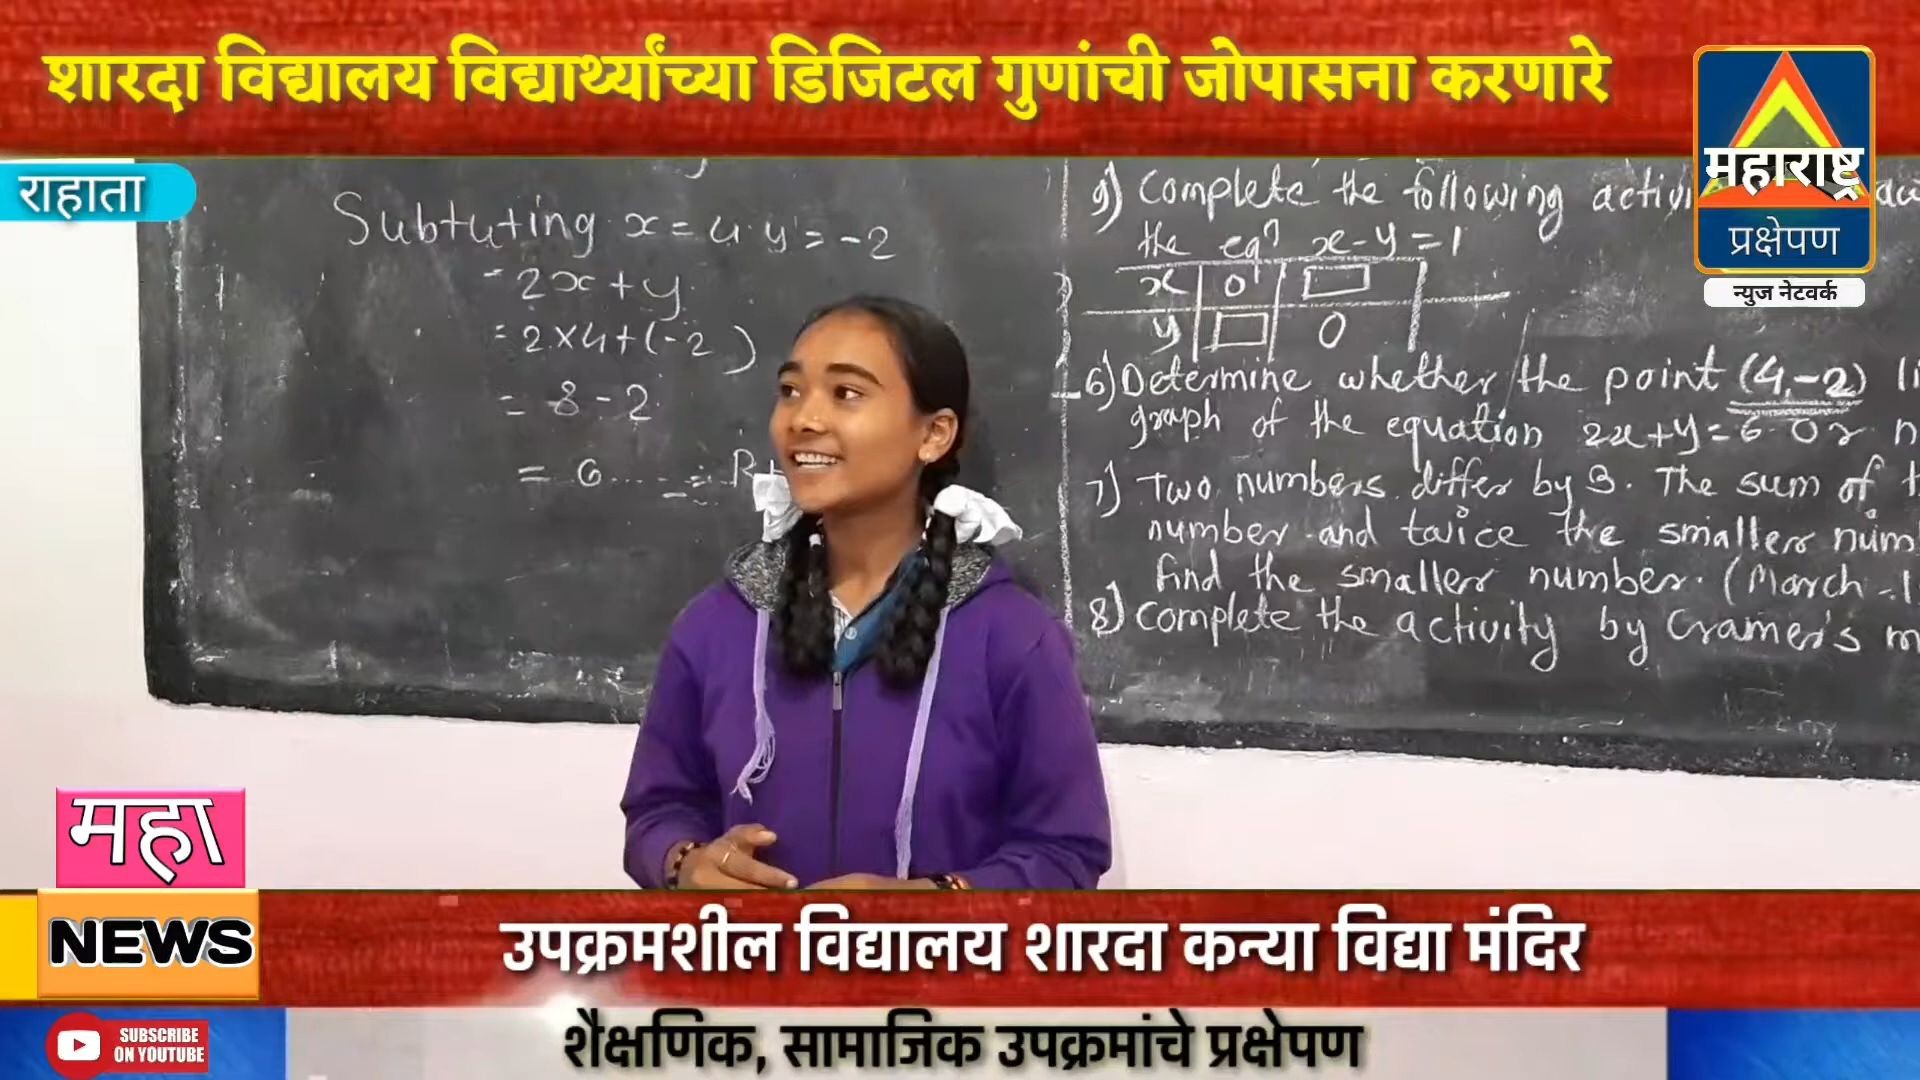 शारदा विद्यालय विद्यार्थ्यांच्या डिजिटल गुणांची जोपासना करणारे
महाराष्ट्र
प्रक्षेपण
न्युज नेटवर्क
राहाता
Subtuting x = 4 y = -2
= 2x + y
= 2×4+(-2)
= 8 - 2
= 6
9) Complete the following
the eqn x-y=1
x 0
y 0
6) Determine whether the point (4,-2)
graph of the equation 2x+y=6 Or
7) Two numbers differ by 3. The sum of
number and twice the smaller
find the smaller number. (March -
8) Complete the activity by Cramer's
महा
NEWS
उपक्रमशील विद्यालय शारदा कन्या विद्या मंदिर
SUBSCRIBE
ON YOUTUBE
शैक्षणिक, सामाजिक उपक्रमांचे प्रक्षेपण